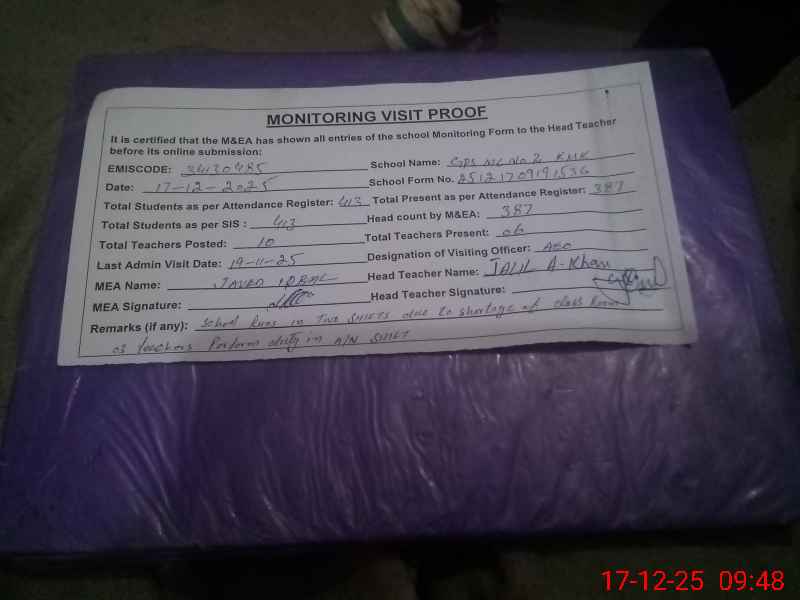 MONITORING VISIT PROOF
It is certified that the M&EA has shown all entries of the school Monitoring Form to the Head Teacher
before its online submission:
EMISCODE: 34130485 School Name: GPS No. 2 KMK
Date: 17-12-2025 School Form No. 25121709191536
Total Students as per Attendance Register: 413 Total Present as per Attendance Register: 387
Total Students as per SIS : 413 Head count by M&EA: 387
Total Teachers Posted: 10 Total Teachers Present: 06
Last Admin Visit Date: 19-11-25 Designation of Visiting Officer: AEO
MEA Name: JAVED IQBAL Head Teacher Name: JALIL A-Khan
MEA Signature: Head Teacher Signature:
Remarks (if any): School Runs in Two SHIFTS due to shortage of class Room
03 teachers Perform duty in A/N SHIFT
17-12-25 09:48